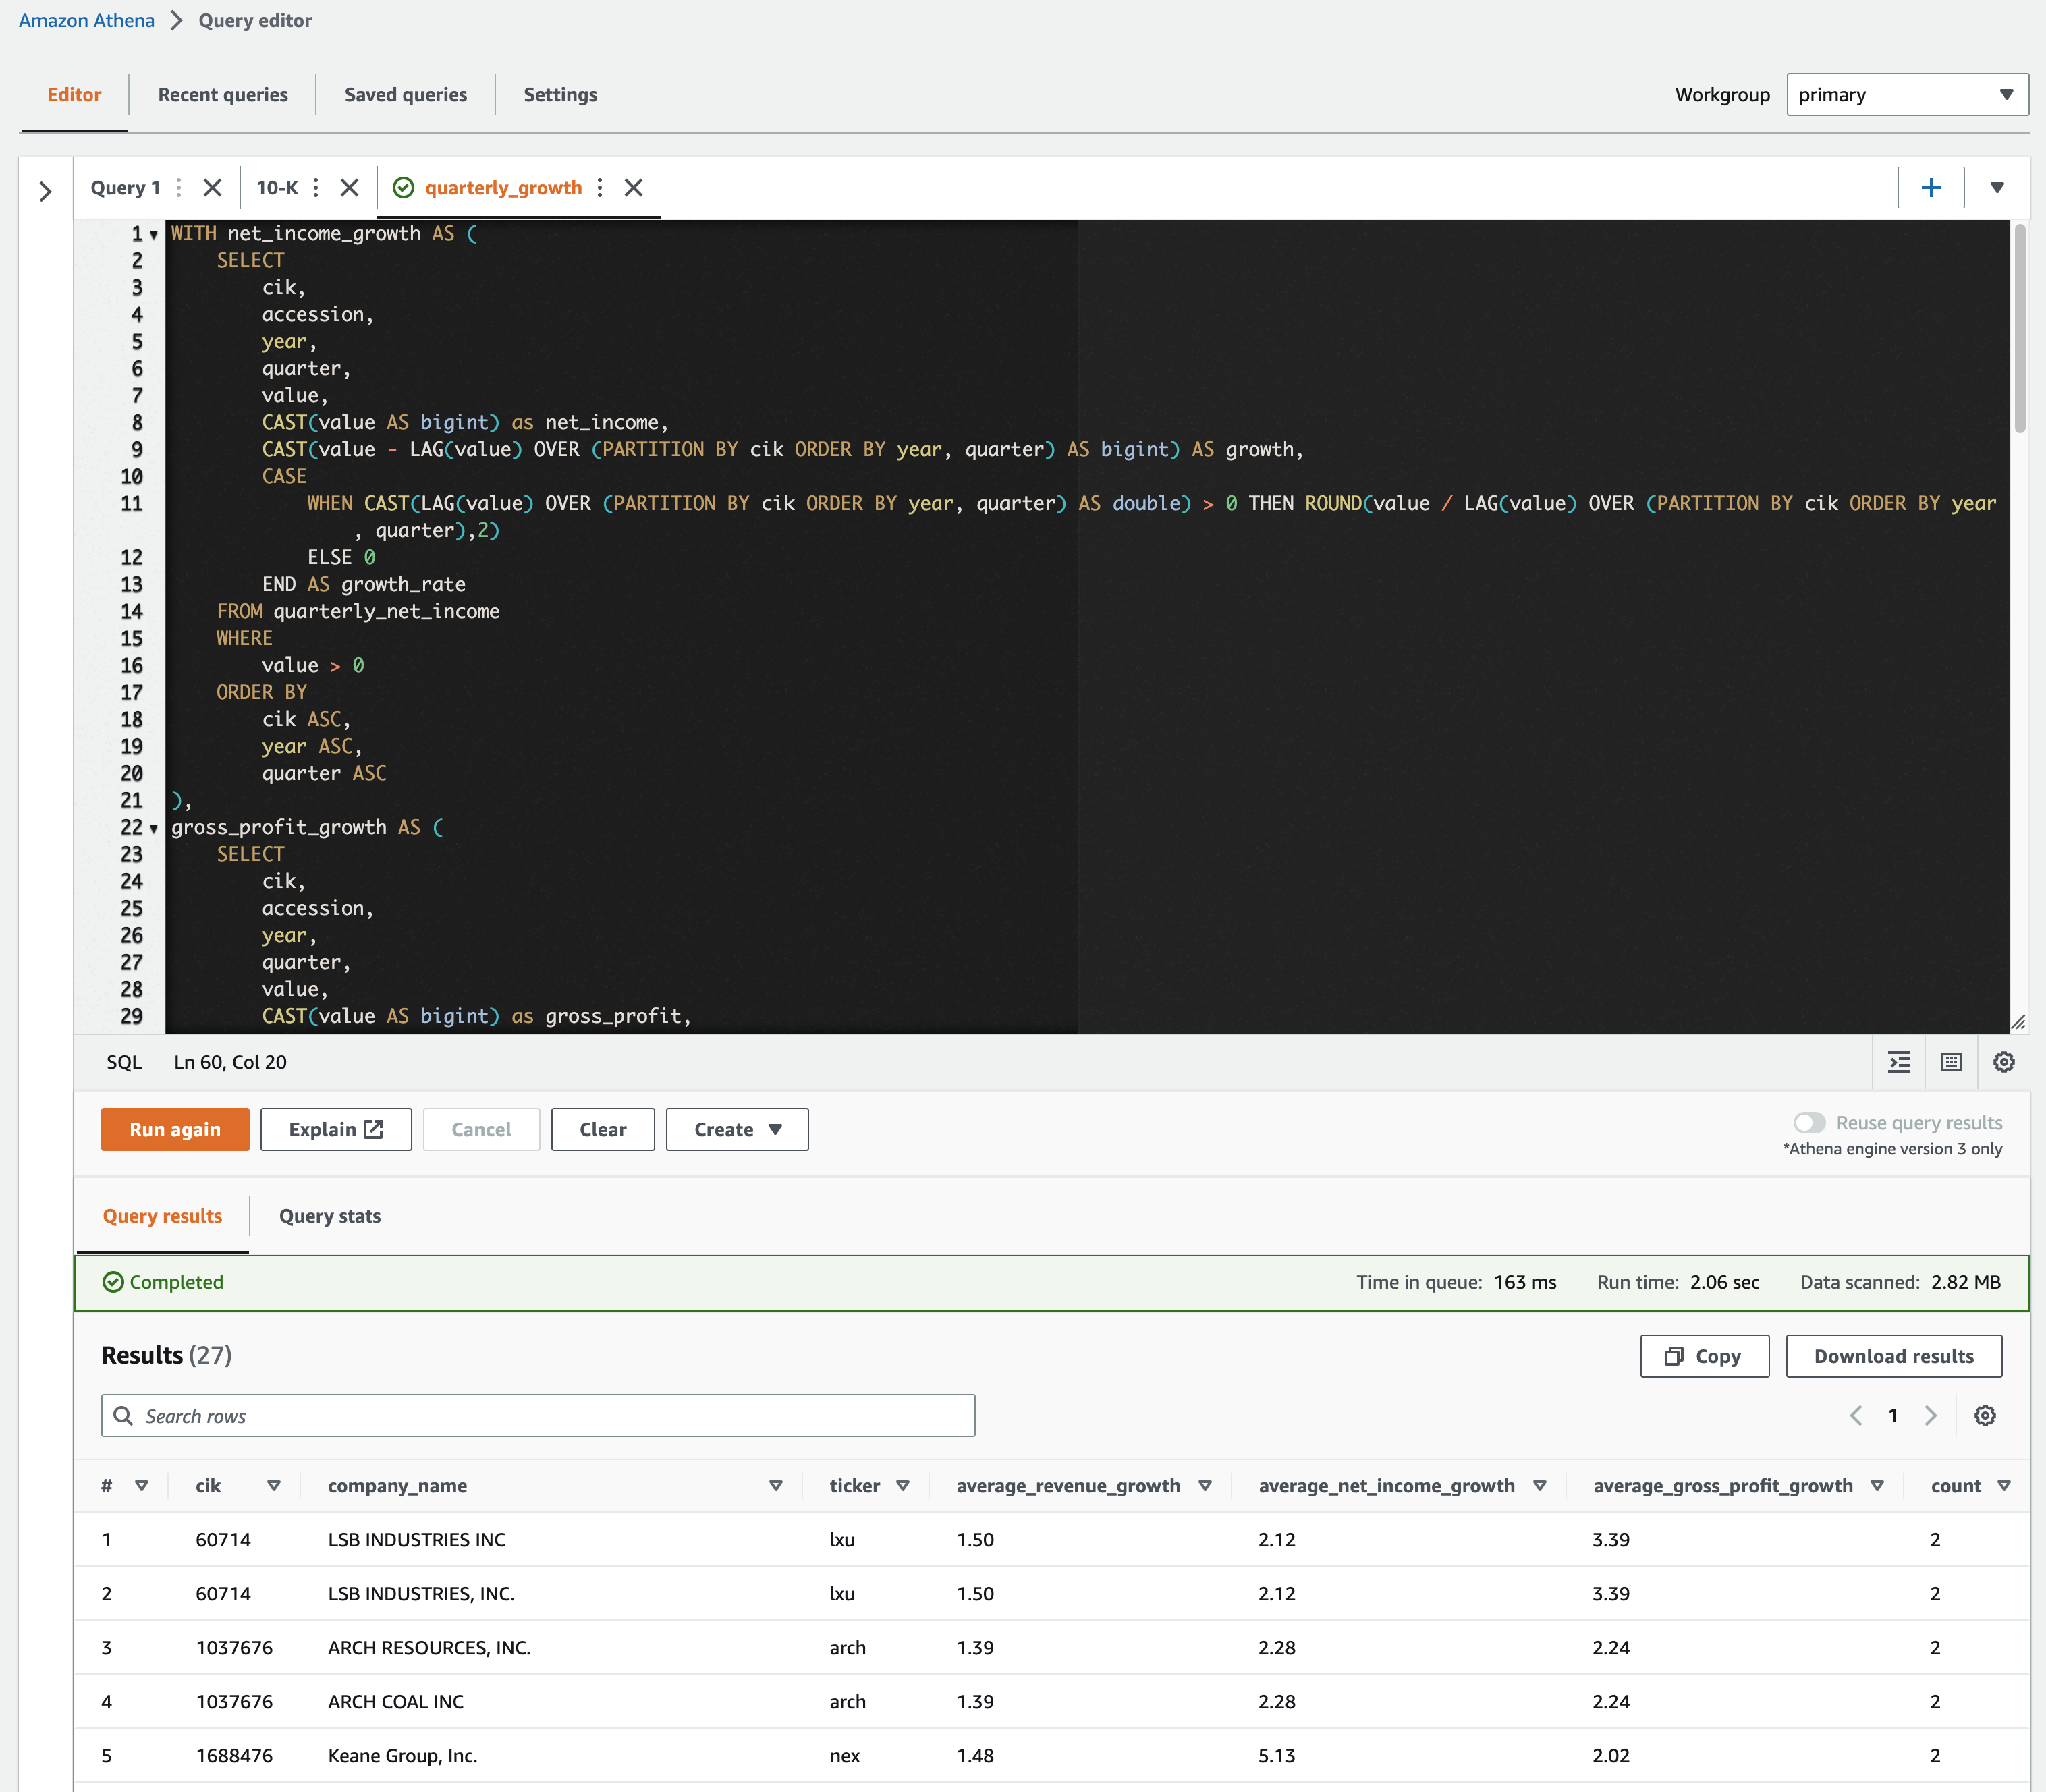 Amazon Athena > Query editor
Editor Recent queries Saved queries Settings Workgroup primary
Query 1 10-K quarterly_growth
1 WITH net_income_growth AS (
2 SELECT
3 cik,
4 accession,
5 year,
6 quarter,
7 value,
8 CAST(value AS bigint) as net_income,
9 CAST(value - LAG(value) OVER (PARTITION BY cik ORDER BY year, quarter) AS bigint) AS growth,
10 CASE
11 WHEN CAST(LAG(value) OVER (PARTITION BY cik ORDER BY year, quarter) AS double) > 0 THEN ROUND(value / LAG(value) OVER (PARTITION BY cik ORDER BY year
, quarter),2)
12 ELSE 0
13 END AS growth_rate
14 FROM quarterly_net_income
15 WHERE
16 value > 0
17 ORDER BY
18 cik ASC,
19 year ASC,
20 quarter ASC
21 ),
22 gross_profit_growth AS (
23 SELECT
24 cik,
25 accession,
26 year,
27 quarter,
28 value,
29 CAST(value AS bigint) as gross_profit,
SQL Ln 60, Col 20
Run again Explain Cancel Clear Create Reuse query results
*Athena engine version 3 only
Query results Query stats
Completed Time in queue: 163 ms Run time: 2.06 sec Data scanned: 2.82 MB
Results (27) Copy Download results
Search rows 1
# cik company_name ticker average_revenue_growth average_net_income_growth average_gross_profit_growth count
1 60714 LSB INDUSTRIES INC lxu 1.50 2.12 3.39 2
2 60714 LSB INDUSTRIES, INC. lxu 1.50 2.12 3.39 2
3 1037676 ARCH RESOURCES, INC. arch 1.39 2.28 2.24 2
4 1037676 ARCH COAL INC arch 1.39 2.28 2.24 2
5 1688476 Keane Group, Inc. nex 1.48 5.13 2.02 2